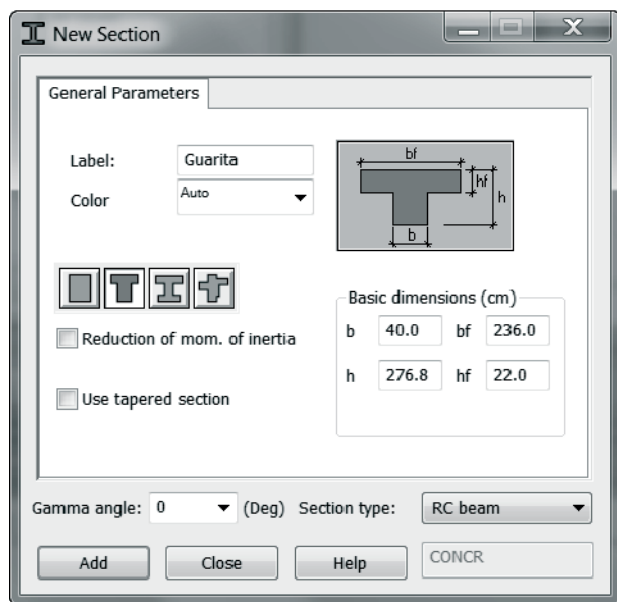 New Section
General Parameters
Label: Guarita
Color Auto
bf
hf
h
b
Reduction of mom. of inertia
Use tapered section
Basic dimensions (cm)
b 40.0 bf 236.0
h 276.8 hf 22.0
Gamma angle: 0 (Deg) Section type: RC beam
Add Close Help CONCR